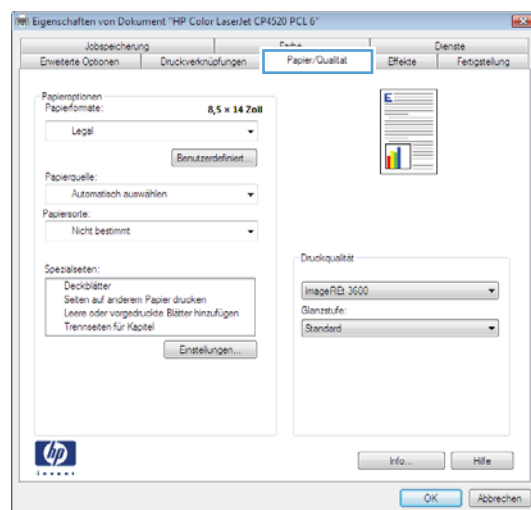 Eigenschaften von Dokument "HP Color LaserJet CP4520 PCL 6"
Jobspeicherung Farbe Dienste
Erweiterte Optionen Druckverknüpfungen Papier/Qualität Effekte Fertigstellung
Papieroptionen
Papierformate: 8,5 × 14 Zoll
Legal
Benutzerdefiniert...
Papierquelle:
Automatisch auswählen
Papiersorte:
Nicht bestimmt
Spezialseiten:
Deckblätter
Seiten auf anderem Papier drucken
Leere oder vorgedruckte Blätter hinzufügen
Trennseiten für Kapitel
Einstellungen...
E
Druckqualität
ImageREt 3600
Glanzstufe:
Standard
hp
invent
Info... Hilfe
OK Abbrechen